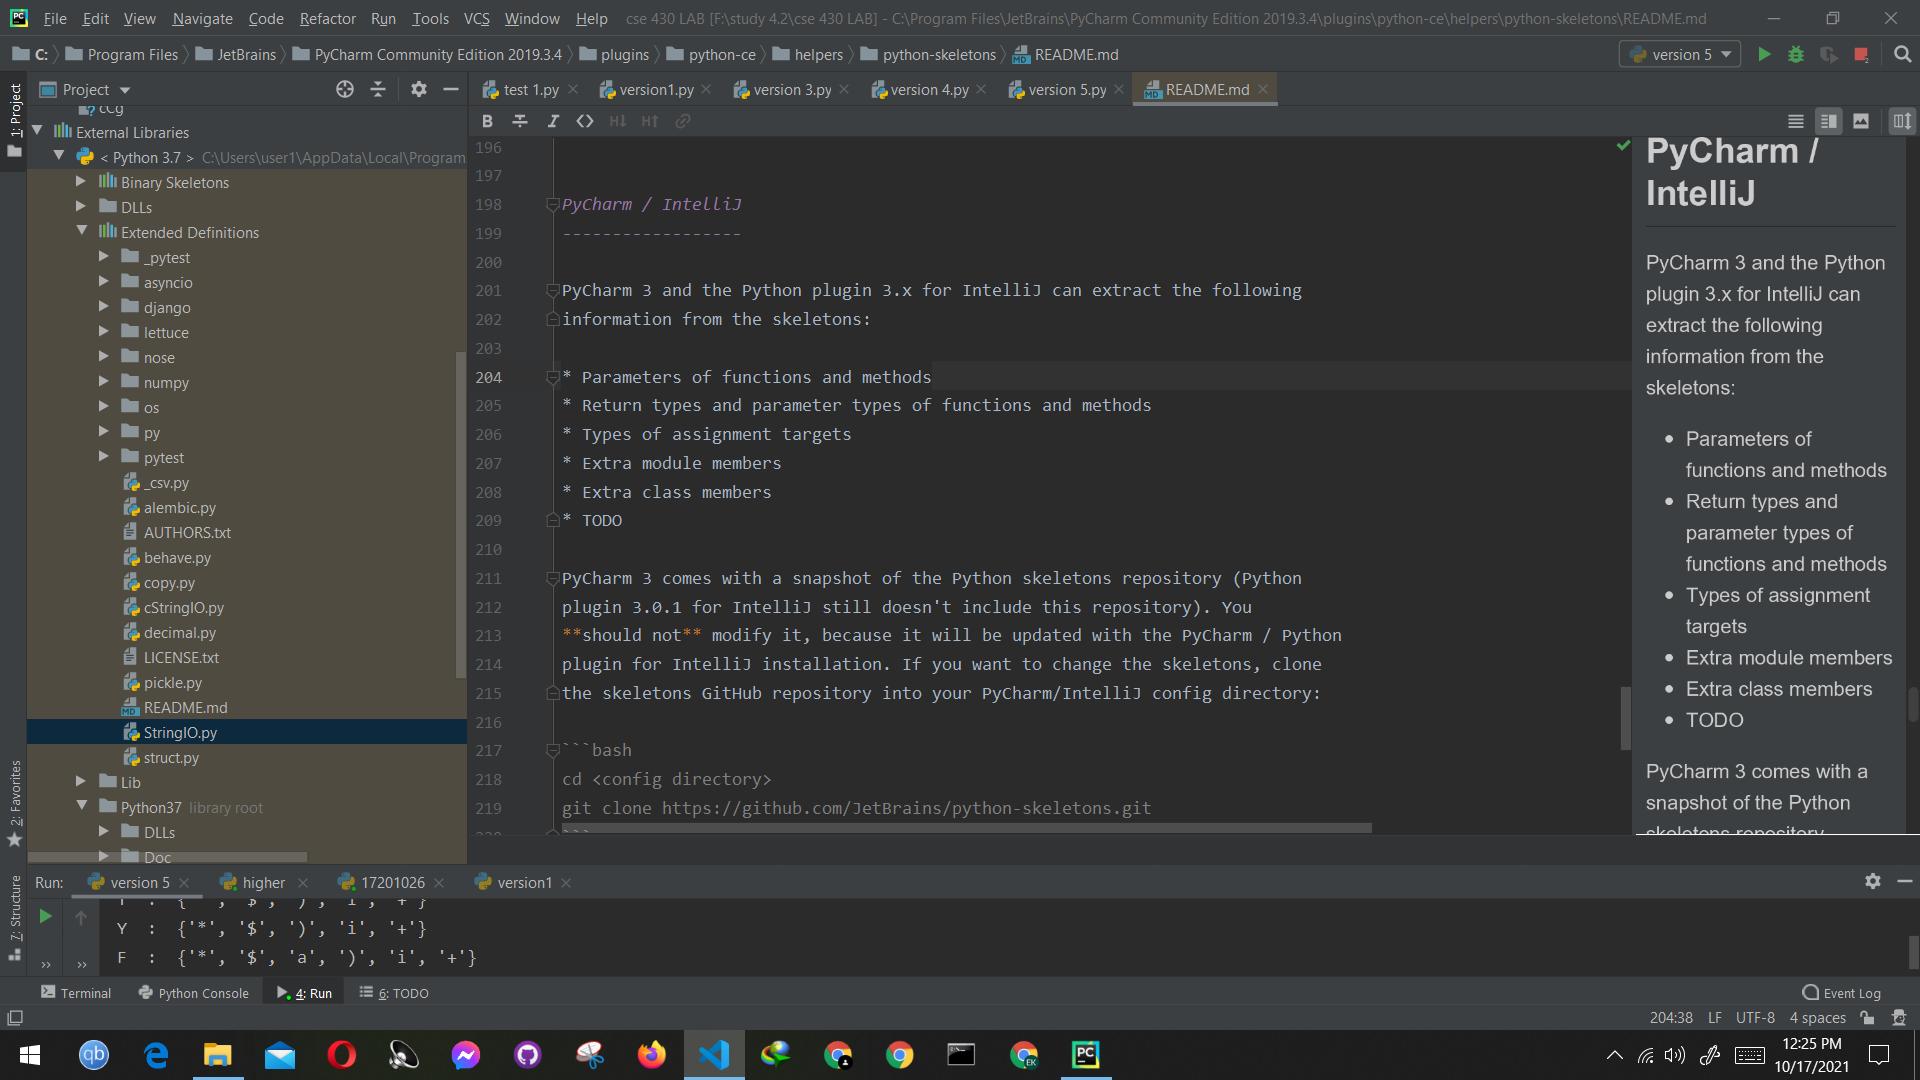 File Edit View Navigate Code Refactor Run Tools VCS Window Help cse 430 LAB [F:\study 4.2\cse 430 LAB] - C:\Program Files\JetBrains\PyCharm Community Edition 2019.3.4\plugins\python-ce\helpers\python-skeletons\README.md
C: Program Files JetBrains PyCharm Community Edition 2019.3.4 plugins python-ce helpers python-skeletons README.md version 5
Project
test 1.py version1.py version 3.py version 4.py version 5.py README.md
1: Project
External Libraries
< Python 3.7 > C:\Users\user1\AppData\Local\Program
Binary Skeletons
DLLs
Extended Definitions
_pytest
asyncio
django
lettuce
nose
numpy
os
py
pytest
_csv.py
alembic.py
AUTHORS.txt
behave.py
copy.py
cStringIO.py
decimal.py
LICENSE.txt
pickle.py
README.md
StringIO.py
struct.py
Lib
Python37 library root
DLLs
Doc
2: Favorites
7: Structure
B I <> H↓ H↑
196
197
198 PyCharm / IntelliJ
199 ------------------
200
201 PyCharm 3 and the Python plugin 3.x for IntelliJ can extract the following
202 information from the skeletons:
203
204 * Parameters of functions and methods
205 * Return types and parameter types of functions and methods
206 * Types of assignment targets
207 * Extra module members
208 * Extra class members
209 * TODO
210
211 PyCharm 3 comes with a snapshot of the Python skeletons repository (Python
212 plugin 3.0.1 for IntelliJ still doesn't include this repository). You
213 **should not** modify it, because it will be updated with the PyCharm / Python
214 plugin for IntelliJ installation. If you want to change the skeletons, clone
215 the skeletons GitHub repository into your PyCharm/IntelliJ config directory:
216
217 ```bash
218 cd <config directory>
219 git clone https://github.com/JetBrains/python-skeletons.git
PyCharm /
IntelliJ
PyCharm 3 and the Python
plugin 3.x for IntelliJ can
extract the following
information from the
skeletons:
• Parameters of
functions and methods
• Return types and
parameter types of
functions and methods
• Types of assignment
targets
• Extra module members
• Extra class members
• TODO
PyCharm 3 comes with a
snapshot of the Python
skeletons repository
Run: version 5 higher 17201026 version1
Y : {'*', '$', ')', 'i', '+'}
F : {'*', '$', 'a', ')', 'i', '+'}
Terminal Python Console 4: Run 6: TODO Event Log
204:38 LF UTF-8 4 spaces
12:25 PM
10/17/2021